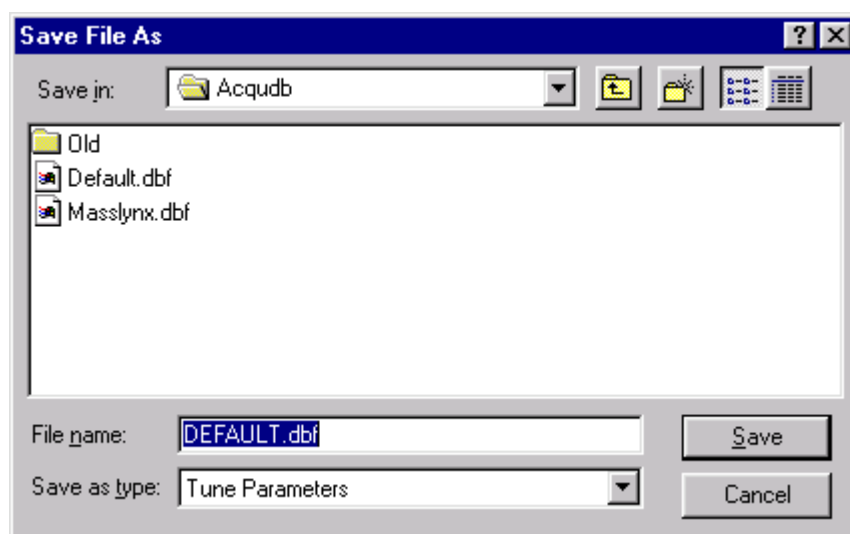 Save File As
Save in: Acqudb
Old
Default.dbf
Masslynx.dbf
File name: DEFAULT.dbf Save
Save as type: Tune Parameters Cancel